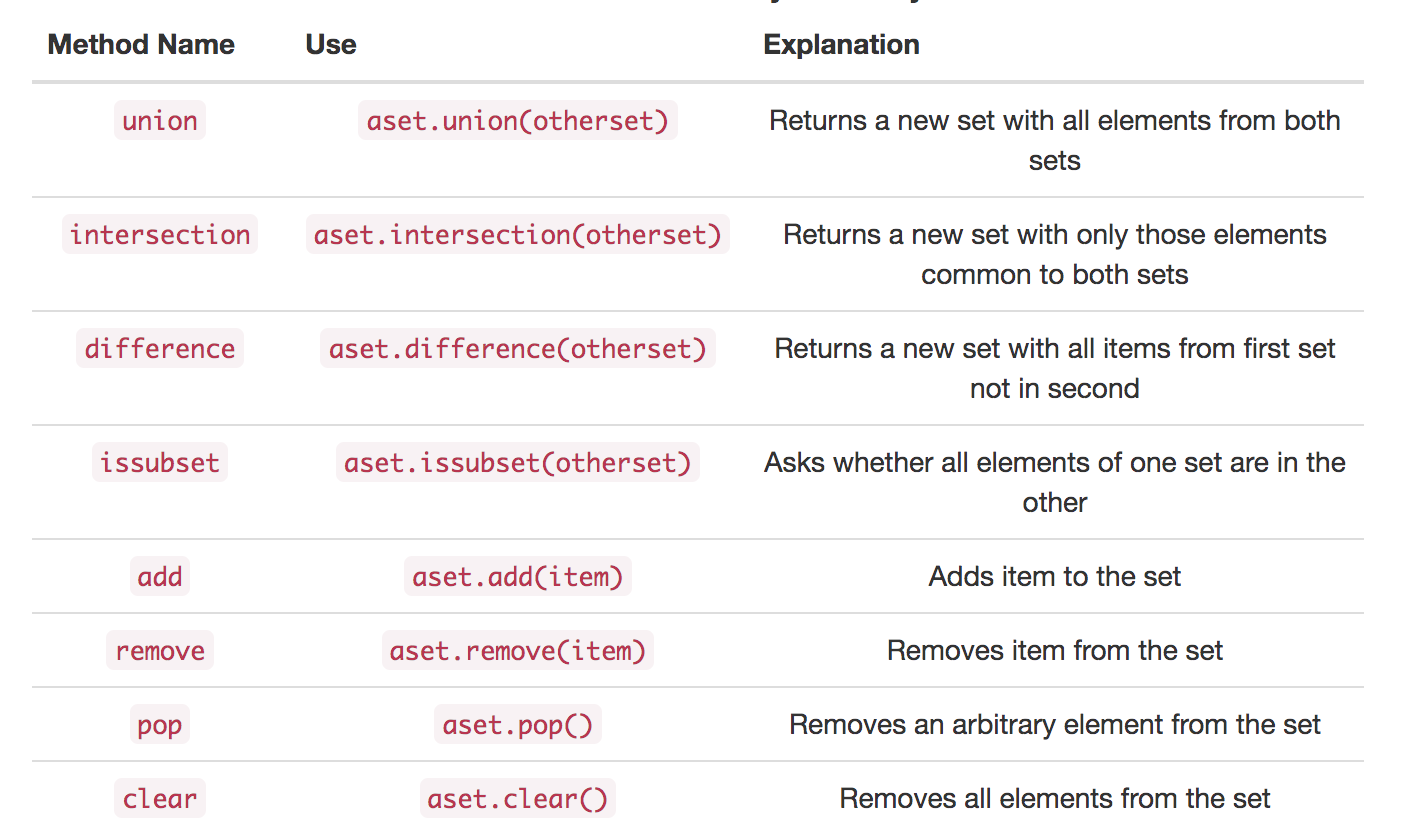 Method Name Use Explanation
union aset.union(otherset) Returns a new set with all elements from both
sets
intersection aset.intersection(otherset) Returns a new set with only those elements
common to both sets
difference aset.difference(otherset) Returns a new set with all items from first set
not in second
issubset aset.issubset(otherset) Asks whether all elements of one set are in the
other
add aset.add(item) Adds item to the set
remove aset.remove(item) Removes item from the set
pop aset.pop() Removes an arbitrary element from the set
clear aset.clear() Removes all elements from the set